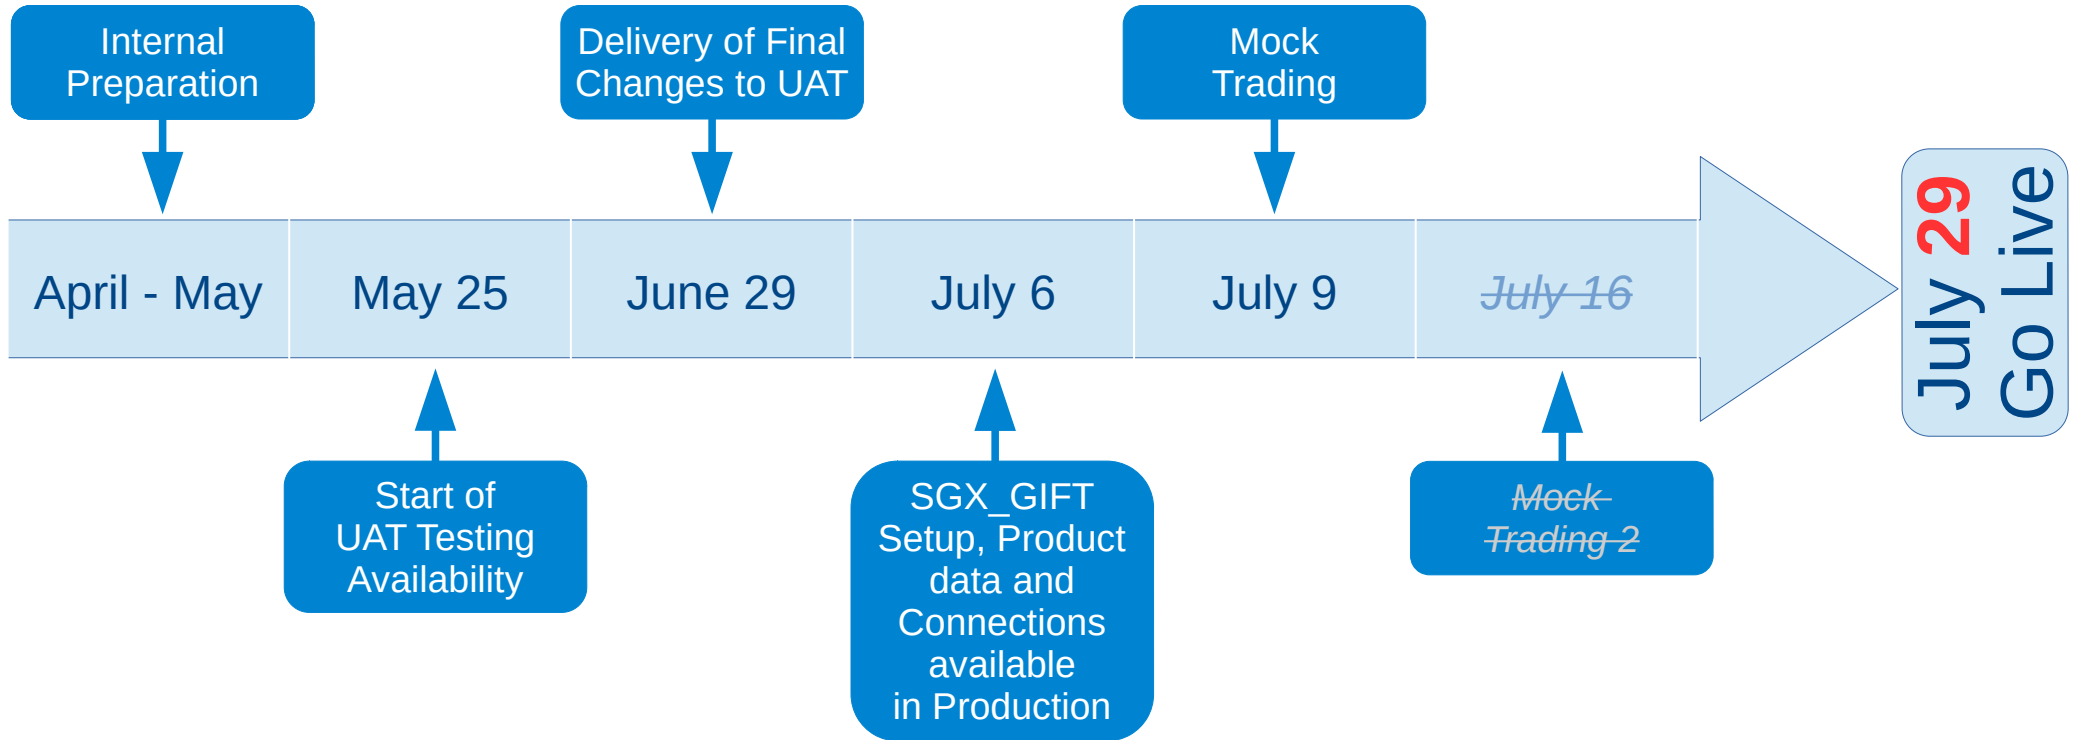 Internal
Preparation
Delivery of Final
Changes to UAT
Mock
Trading
April - May
May 25
June 29
July 6
July 9
July 16
July 29
Go Live
Start of
UAT Testing
Availability
SGX_GIFT
Setup, Product
data and
Connections
available
in Production
Mock
Trading 2